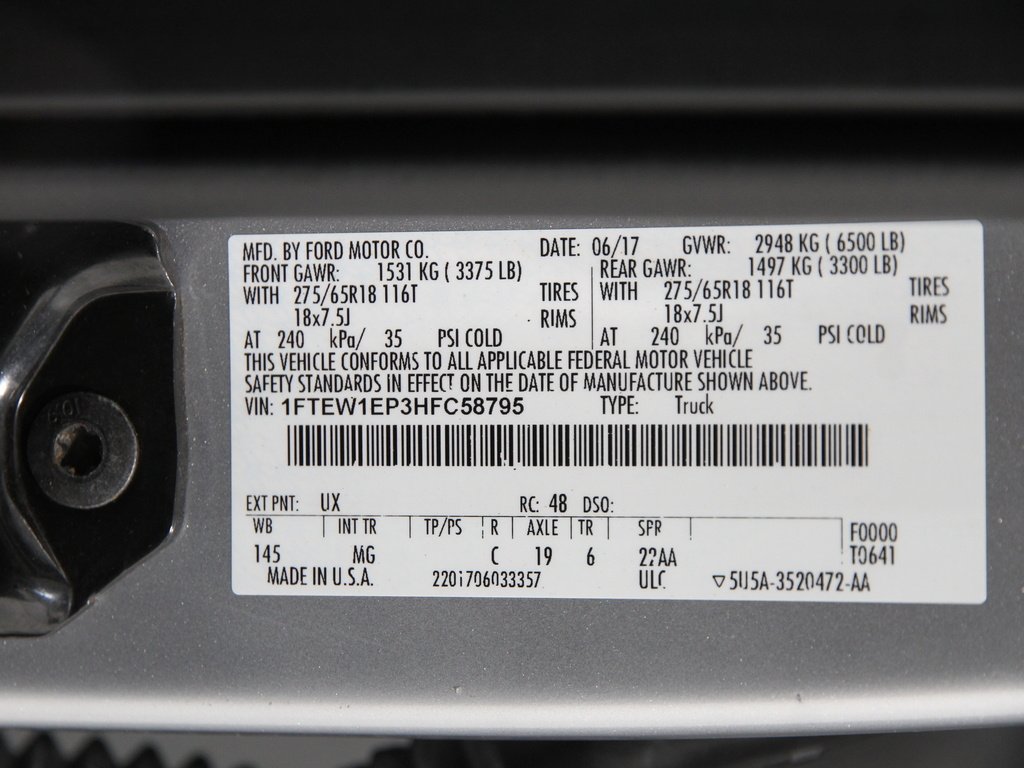 MFD. BY FORD MOTOR CO. DATE: 06/17 GVWR: 2948 KG ( 6500 LB)
FRONT GAWR: 1531 KG ( 3375 LB) REAR GAWR: 1497 KG ( 3300 LB)
WITH 275/65R18 116T TIRES WITH 275/65R18 116T TIRES
18x7.5J RIMS 18x7.5J RIMS
AT 240 kPa/ 35 PSI COLD AT 240 kPa/ 35 PSI COLD
THIS VEHICLE CONFORMS TO ALL APPLICABLE FEDERAL MOTOR VEHICLE
SAFETY STANDARDS IN EFFECT ON THE DATE OF MANUFACTURE SHOWN ABOVE.
VIN: 1FTEW1EP3HFC58795 TYPE: Truck
EXT PNT: UX RC: 48 DSO:
WB INT TR TP/PS R AXLE TR SPR F0000
145 MG C 19 6 22AA T0641
MADE IN U.S.A. 2201706033357 ULC ▽5U5A-3520472-AA